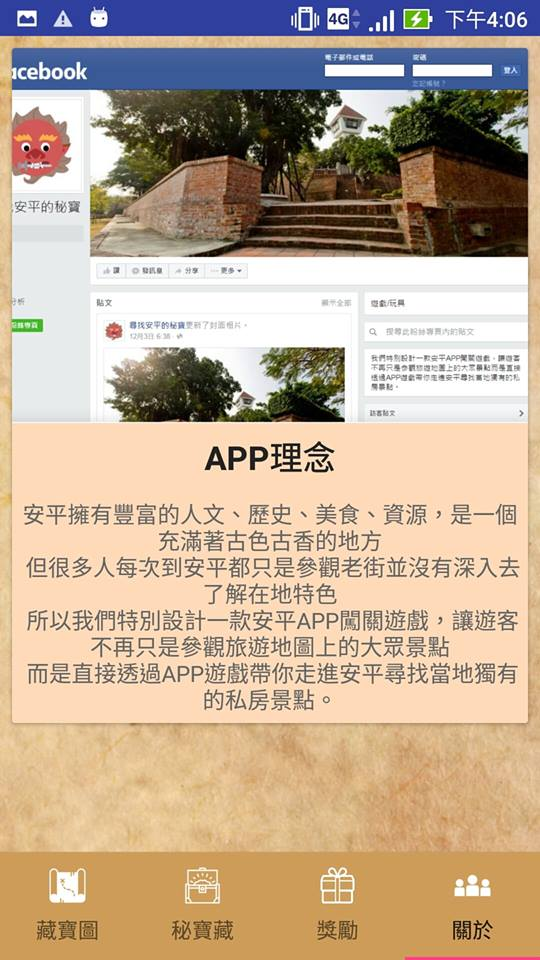 4G
下午4:06
acebook
電子郵件或電話
密碼
登入
忘記帳號？
安平的秘寶
讚
發訊息
分享
更多
貼文
顯示全部
尋找安平的秘寶更新了封面相片。
12月3日 6:38
遊戲/玩具
搜尋此粉絲專頁內的貼文
我們特別設計一款安平APP闖關遊戲，讓遊客
不再只是參觀旅遊地圖上的大眾景點而是直接
透過APP遊戲帶你走進安平尋找當地獨有的私
房景點。
訪客貼文
APP理念
安平擁有豐富的人文、歷史、美食、資源，是一個
充滿著古色古香的地方
但很多人每次到安平都只是參觀老街並沒有深入去
了解在地特色
所以我們特別設計一款安平APP闖關遊戲，讓遊客
不再只是參觀旅遊地圖上的大眾景點
而是直接透過APP遊戲帶你走進安平尋找當地獨有
的私房景點。
藏寶圖
秘寶藏
獎勵
關於